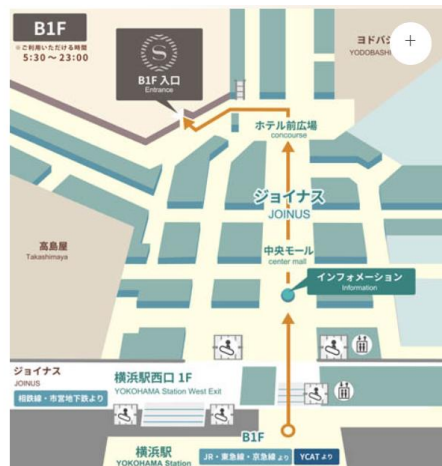 B1F
※ご利用いただける時間
5:30～23:00
S
B1F 入口
Entrance
YODOBASHI
ホテル前広場
concourse
ジョイナス
JOINUS
高島屋
Takashimaya
中央モール
center mall
インフォメーション
Information
ジョイナス
JOINUS
相鉄線・市営地下鉄より
横浜駅西口 1F
YOKOHAMA Station West Exit
B1F
横浜駅
YOKOHAMA Station
JR・東急線・京急線より
YCATより